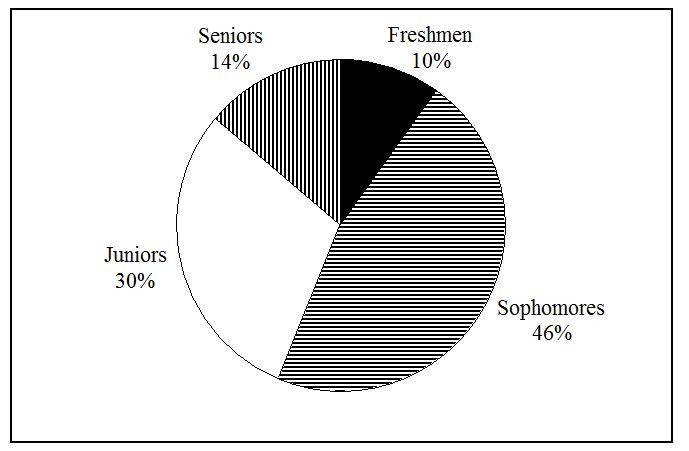 Seniors
14%
Freshmen
10%
Juniors
30%
Sophomores
46%